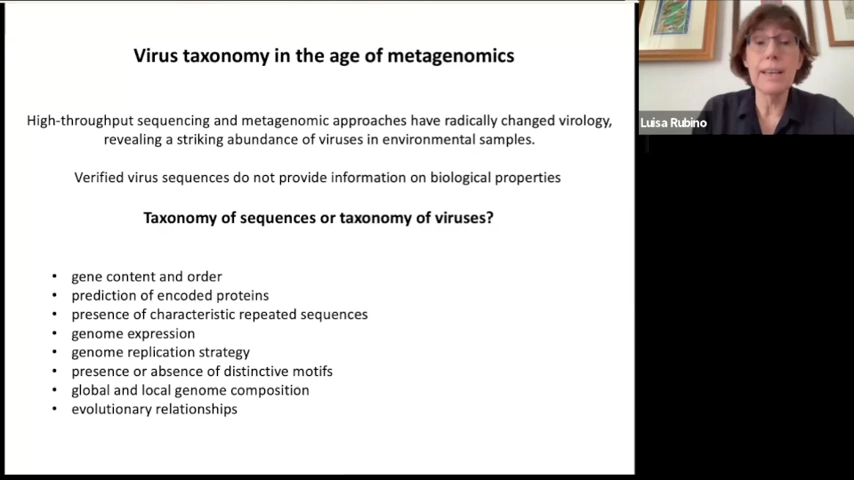 Virus taxonomy in the age of metagenomics
High-throughput sequencing and metagenomic approaches have radically changed virology,
revealing a striking abundance of viruses in environmental samples.
Verified virus sequences do not provide information on biological properties
Taxonomy of sequences or taxonomy of viruses?
• gene content and order
• prediction of encoded proteins
• presence of characteristic repeated sequences
• genome expression
• genome replication strategy
• presence or absence of distinctive motifs
• global and local genome composition
• evolutionary relationships
Luisa Rubino